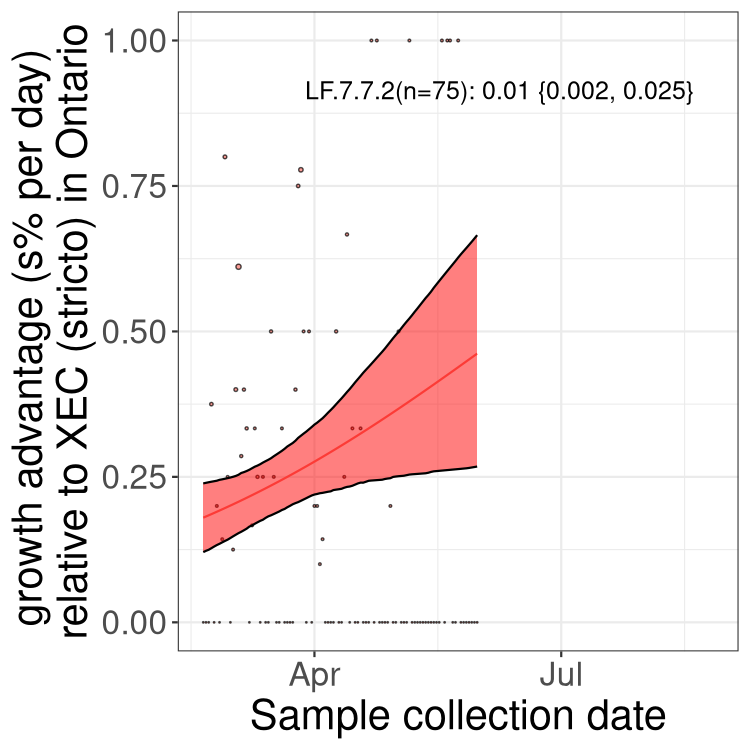 growth advantage (s% per day)
relative to XEC (stricto) in Ontario
1.00
0.75
0.50
0.25
0.00
LF.7.7.2(n=75): 0.01 {0.002, 0.025}
Apr
Jul
Sample collection date